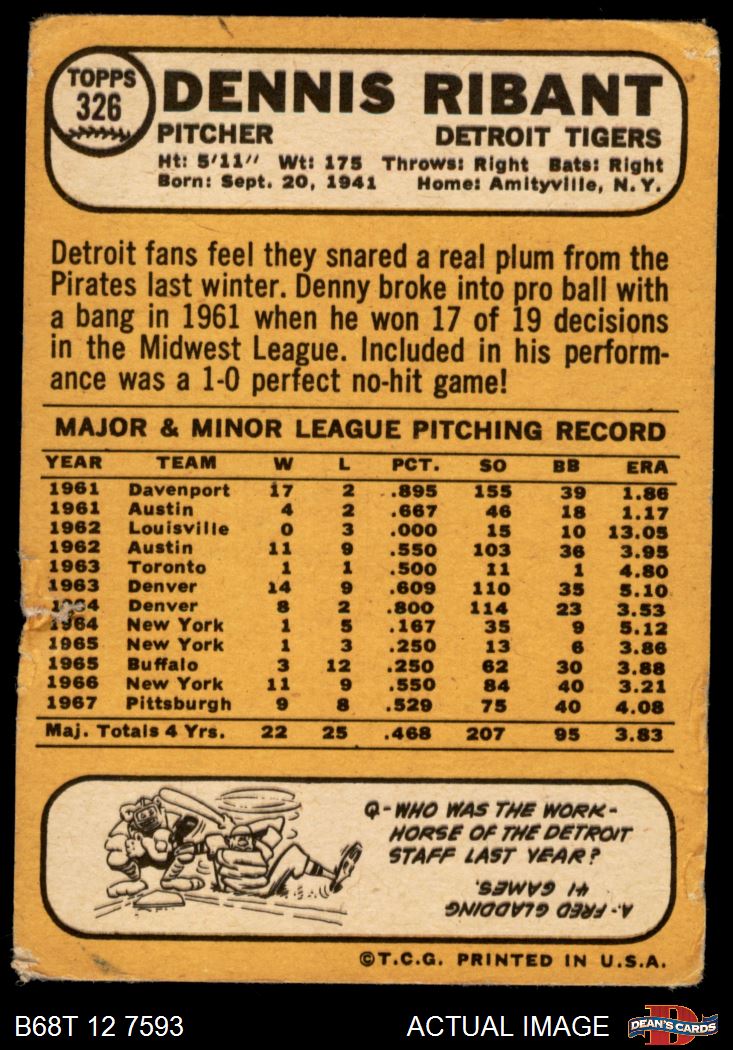 TOPPS
326
DENNIS RIBANT
PITCHER DETROIT TIGERS
Ht: 5'11" Wt: 175 Throws: Right Bats: Right
Born: Sept. 20, 1941 Home: Amityville, N.Y.
Detroit fans feel they snared a real plum from the
Pirates last winter. Denny broke into pro ball with
a bang in 1961 when he won 17 of 19 decisions
in the Midwest League. Included in his perform-
ance was a 1-0 perfect no-hit game!
MAJOR & MINOR LEAGUE PITCHING RECORD
YEAR TEAM W L PCT. SO BB ERA
1961 Davenport 17 2 .895 155 39 1.86
1961 Austin 4 2 .667 46 18 1.17
1962 Louisville 0 3 .000 15 10 13.05
1962 Austin 11 9 .550 103 36 3.95
1963 Toronto 1 1 .500 11 1 4.80
1963 Denver 14 9 .609 110 35 5.10
1964 Denver 8 2 .800 114 23 3.53
1964 New York 1 5 .167 35 9 5.12
1965 New York 1 3 .250 13 6 3.86
1965 Buffalo 3 12 .250 62 30 3.88
1966 New York 11 9 .550 84 40 3.21
1967 Pittsburgh 9 8 .529 75 40 4.08
Maj. Totals 4 Yrs. 22 25 .468 207 95 3.83
Q-WHO WAS THE WORK-
HORSE OF THE DETROIT
STAFF LAST YEAR?
A. FRED GLADDING
41 GAMES.
©T.C.G. PRINTED IN U.S.A.
B68T 12 7593 ACTUAL IMAGE DEAN'S CARDS